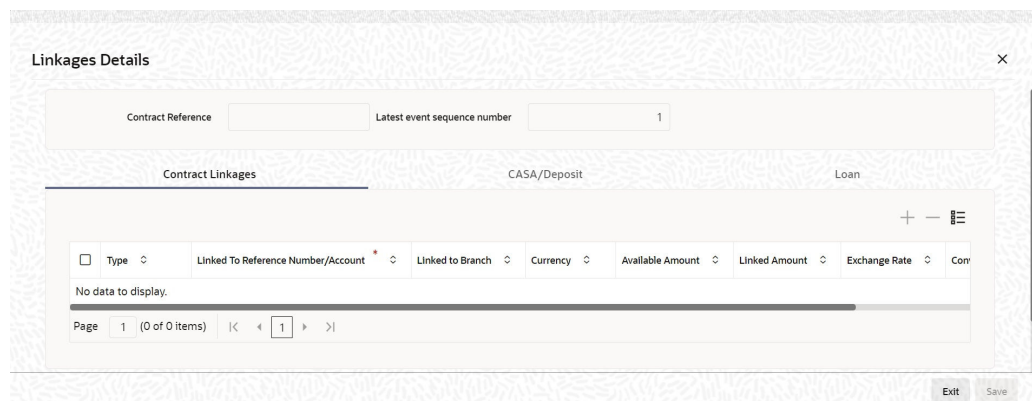 Linkages Details
Contract Reference Latest event sequence number 1
Contract Linkages CASA/Deposit Loan
Type Linked To Reference Number/Account * Linked to Branch Currency Available Amount Linked Amount Exchange Rate Con
No data to display.
Page 1 (0 of 0 items) 1
Exit Save